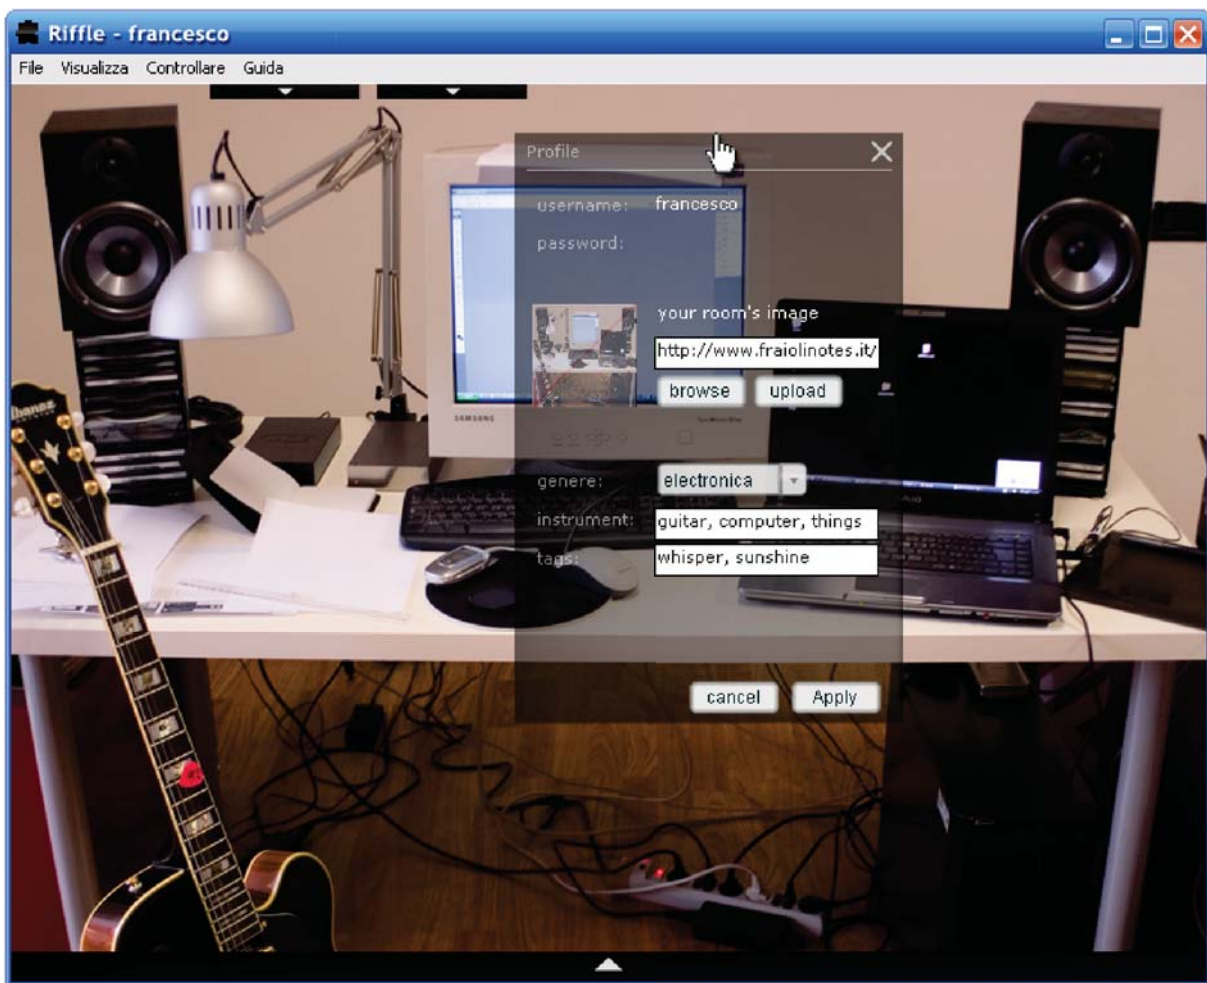 Riffle - francesco
File Visualizza Controllare Guida
Profile
username: francesco
password:
your room's image
http://www.fraiolinotes.it/
browse upload
SAMSUNG
Ibanez
genere: electronica
instrument: guitar, computer, things
tags: whisper, sunshine
cancel Apply